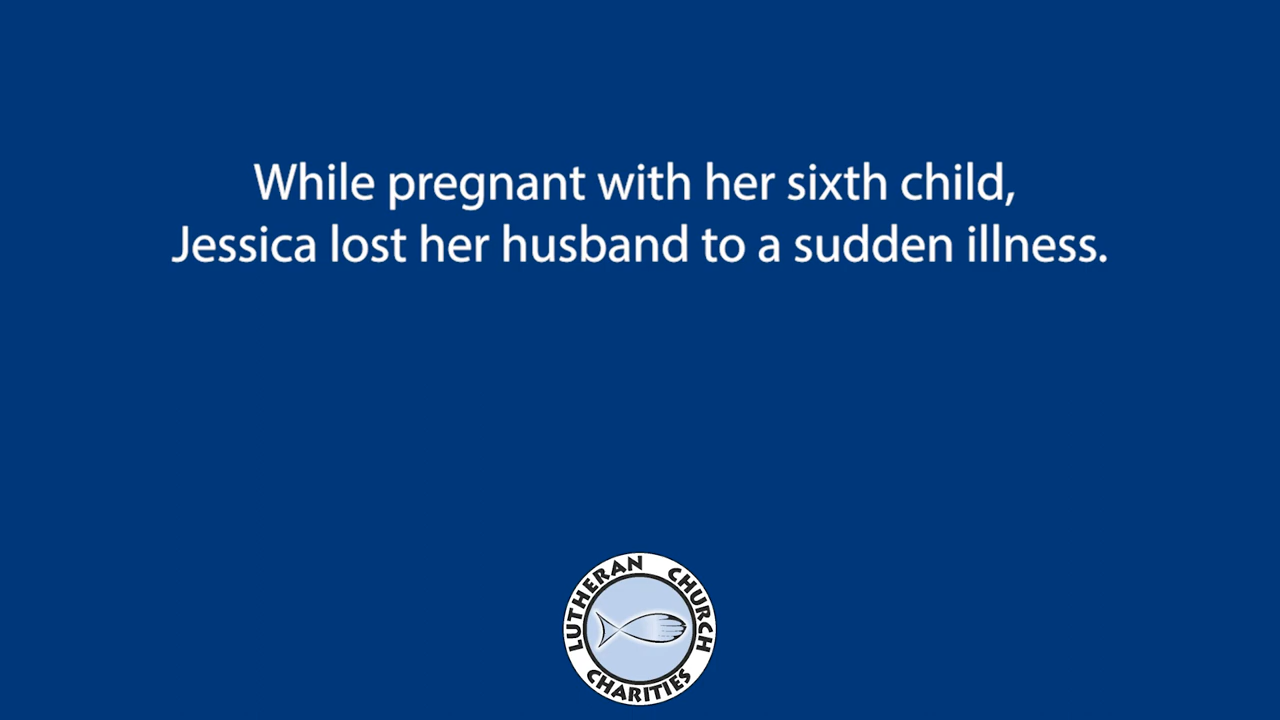 While pregnant with her sixth child,
Jessica lost her husband to a sudden illness.
LUTHERAN CHURCH
CHARITIES